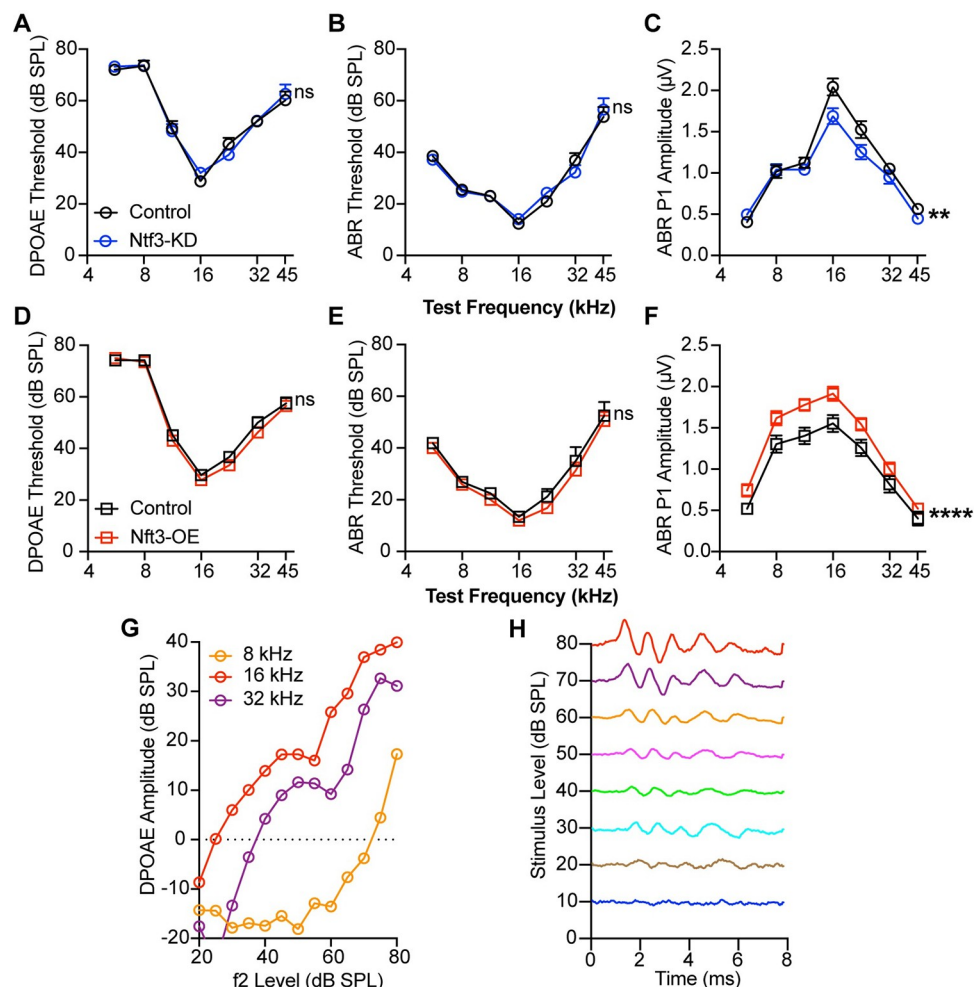 A
DPOAE Threshold (dB SPL)
80
60
40
20
0
4 8 16 32 45
ns
Control
Ntf3-KD
B
ABR Threshold (dB SPL)
80
60
40
20
0
4 8 16 32 45
ns
Test Frequency (kHz)
C
ABR P1 Amplitude (µV)
2.5
2.0
1.5
1.0
0.5
0.0
4 8 16 32 45
**
D
DPOAE Threshold (dB SPL)
80
60
40
20
0
4 8 16 32 45
ns
Control
Nft3-OE
E
ABR Threshold (dB SPL)
80
60
40
20
0
4 8 16 32 45
ns
Test Frequency (kHz)
F
ABR P1 Amplitude (µV)
2.5
2.0
1.5
1.0
0.5
0.0
4 8 16 32 45
****
G
DPOAE Amplitude (dB SPL)
40
30
20
10
0
-10
-20
20 40 60 80
f2 Level (dB SPL)
8 kHz
16 kHz
32 kHz
H
Stimulus Level (dB SPL)
80
70
60
50
40
30
20
10
0
0 2 4 6 8
Time (ms)